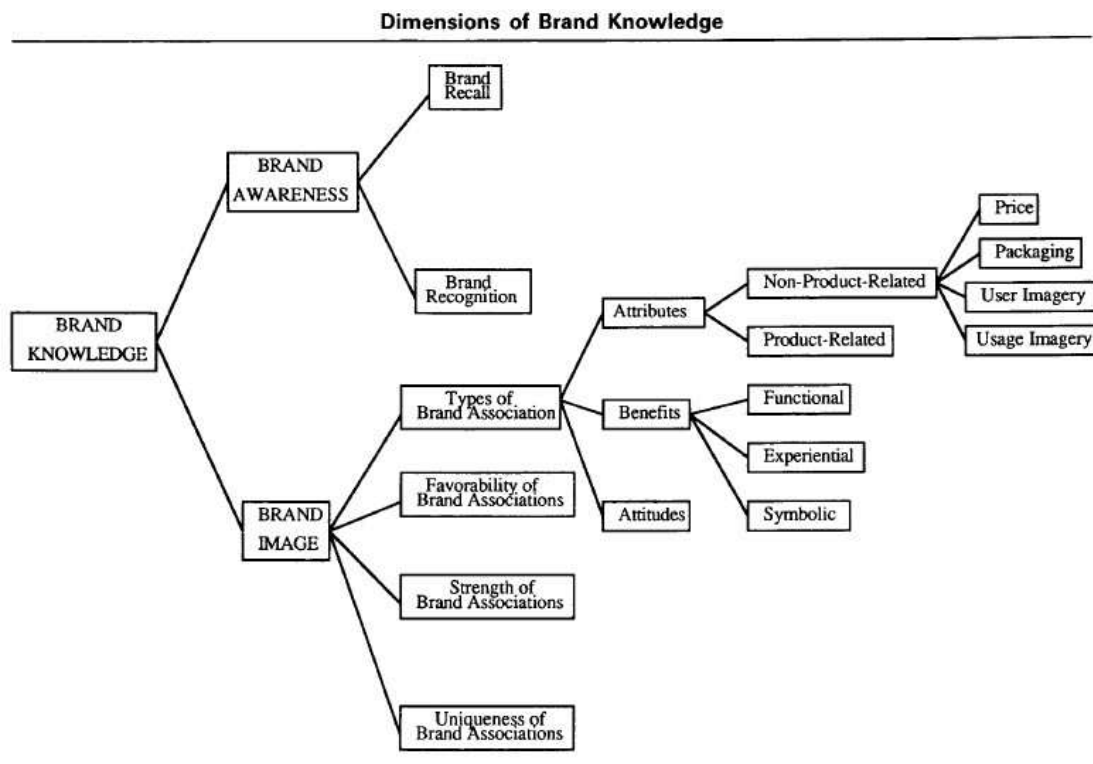 Dimensions of Brand Knowledge
Brand
Recall
BRAND
AWARENESS
Brand
Recognition
BRAND
KNOWLEDGE
BRAND
IMAGE
Types of
Brand Association
Favorability of
Brand Associations
Strength of
Brand Associations
Uniqueness of
Brand Associations
Attributes
Benefits
Attitudes
Non-Product-Related
Product-Related
Functional
Experiential
Symbolic
Price
Packaging
User Imagery
Usage Imagery